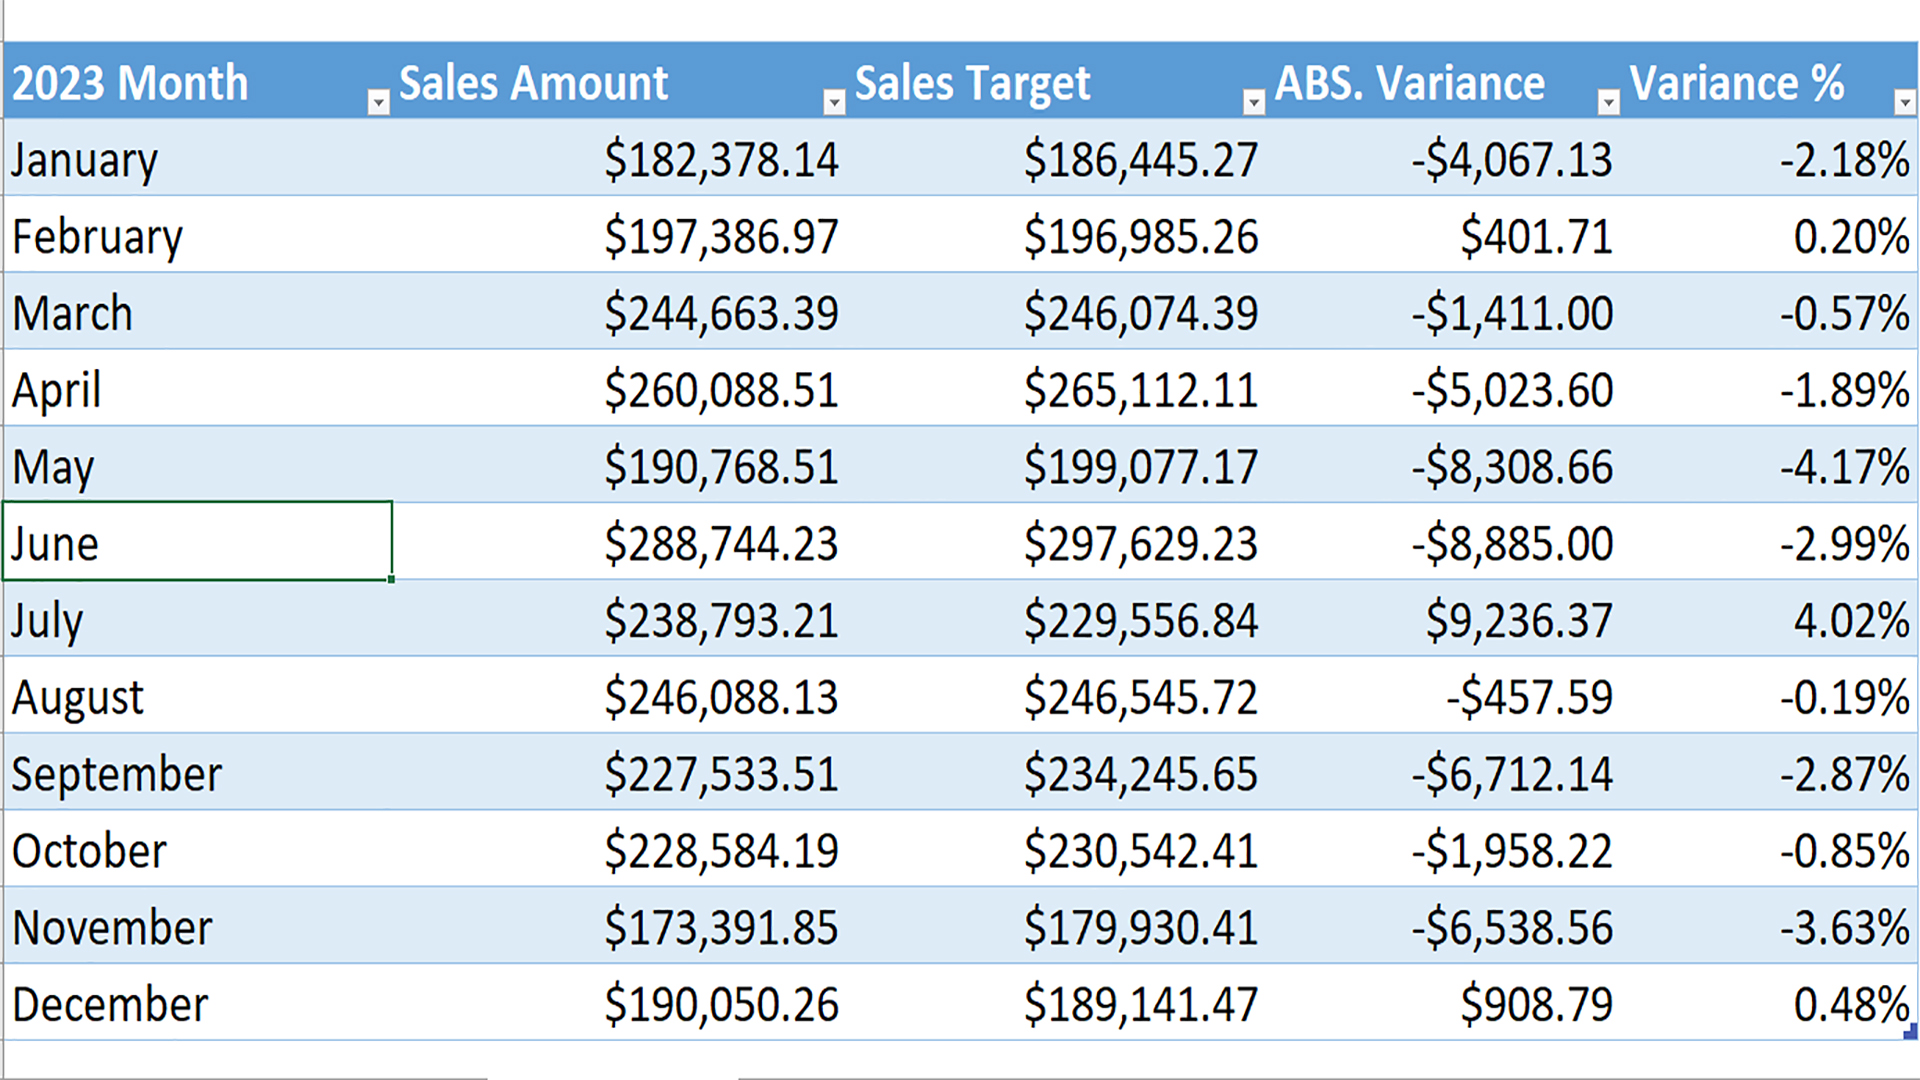 2023 Month Sales Amount Sales Target ABS. Variance Variance %
January $182,378.14 $186,445.27 -$4,067.13 -2.18%
February $197,386.97 $196,985.26 $401.71 0.20%
March $244,663.39 $246,074.39 -$1,411.00 -0.57%
April $260,088.51 $265,112.11 -$5,023.60 -1.89%
May $190,768.51 $199,077.17 -$8,308.66 -4.17%
June $288,744.23 $297,629.23 -$8,885.00 -2.99%
July $238,793.21 $229,556.84 $9,236.37 4.02%
August $246,088.13 $246,545.72 -$457.59 -0.19%
September $227,533.51 $234,245.65 -$6,712.14 -2.87%
October $228,584.19 $230,542.41 -$1,958.22 -0.85%
November $173,391.85 $179,930.41 -$6,538.56 -3.63%
December $190,050.26 $189,141.47 $908.79 0.48%